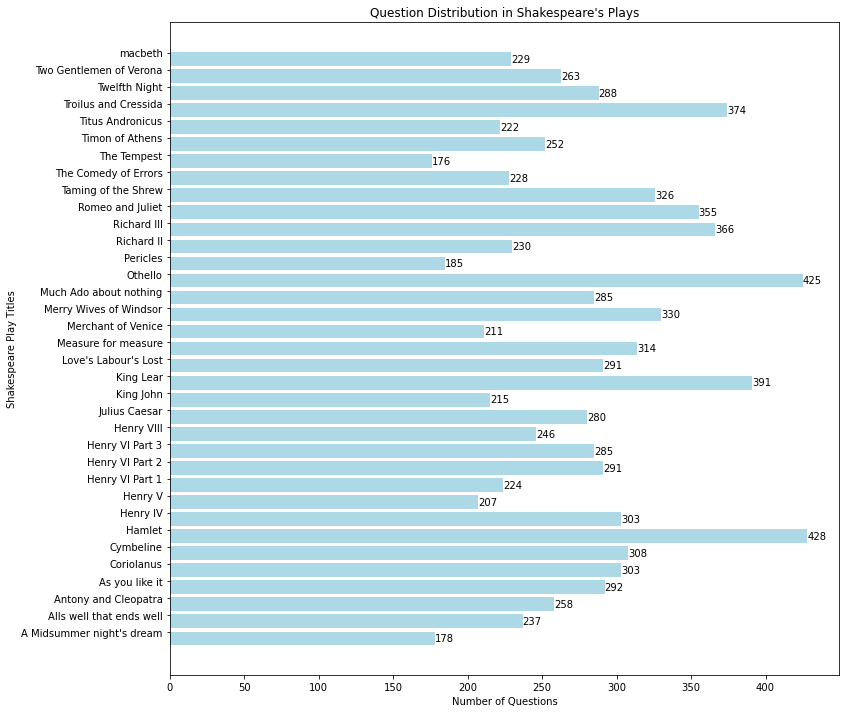 Question Distribution in Shakespeare's Plays
macbeth 229
Two Gentlemen of Verona 263
Twelfth Night 288
Troilus and Cressida 374
Titus Andronicus 222
Timon of Athens 252
The Tempest 176
The Comedy of Errors 228
Taming of the Shrew 326
Romeo and Juliet 355
Richard III 366
Richard II 230
Pericles 185
Othello 425
Much Ado about nothing 285
Merry Wives of Windsor 330
Merchant of Venice 211
Measure for measure 314
Love's Labour's Lost 291
King Lear 391
King John 215
Julius Caesar 280
Henry VIII 246
Henry VI Part 3 285
Henry VI Part 2 291
Henry VI Part 1 224
Henry V 207
Henry IV 303
Hamlet 428
Cymbeline 308
Coriolanus 303
As you like it 292
Antony and Cleopatra 258
Alls well that ends well 237
A Midsummer night's dream 178
Shakespeare Play Titles
0 50 100 150 200 250 300 350 400
Number of Questions